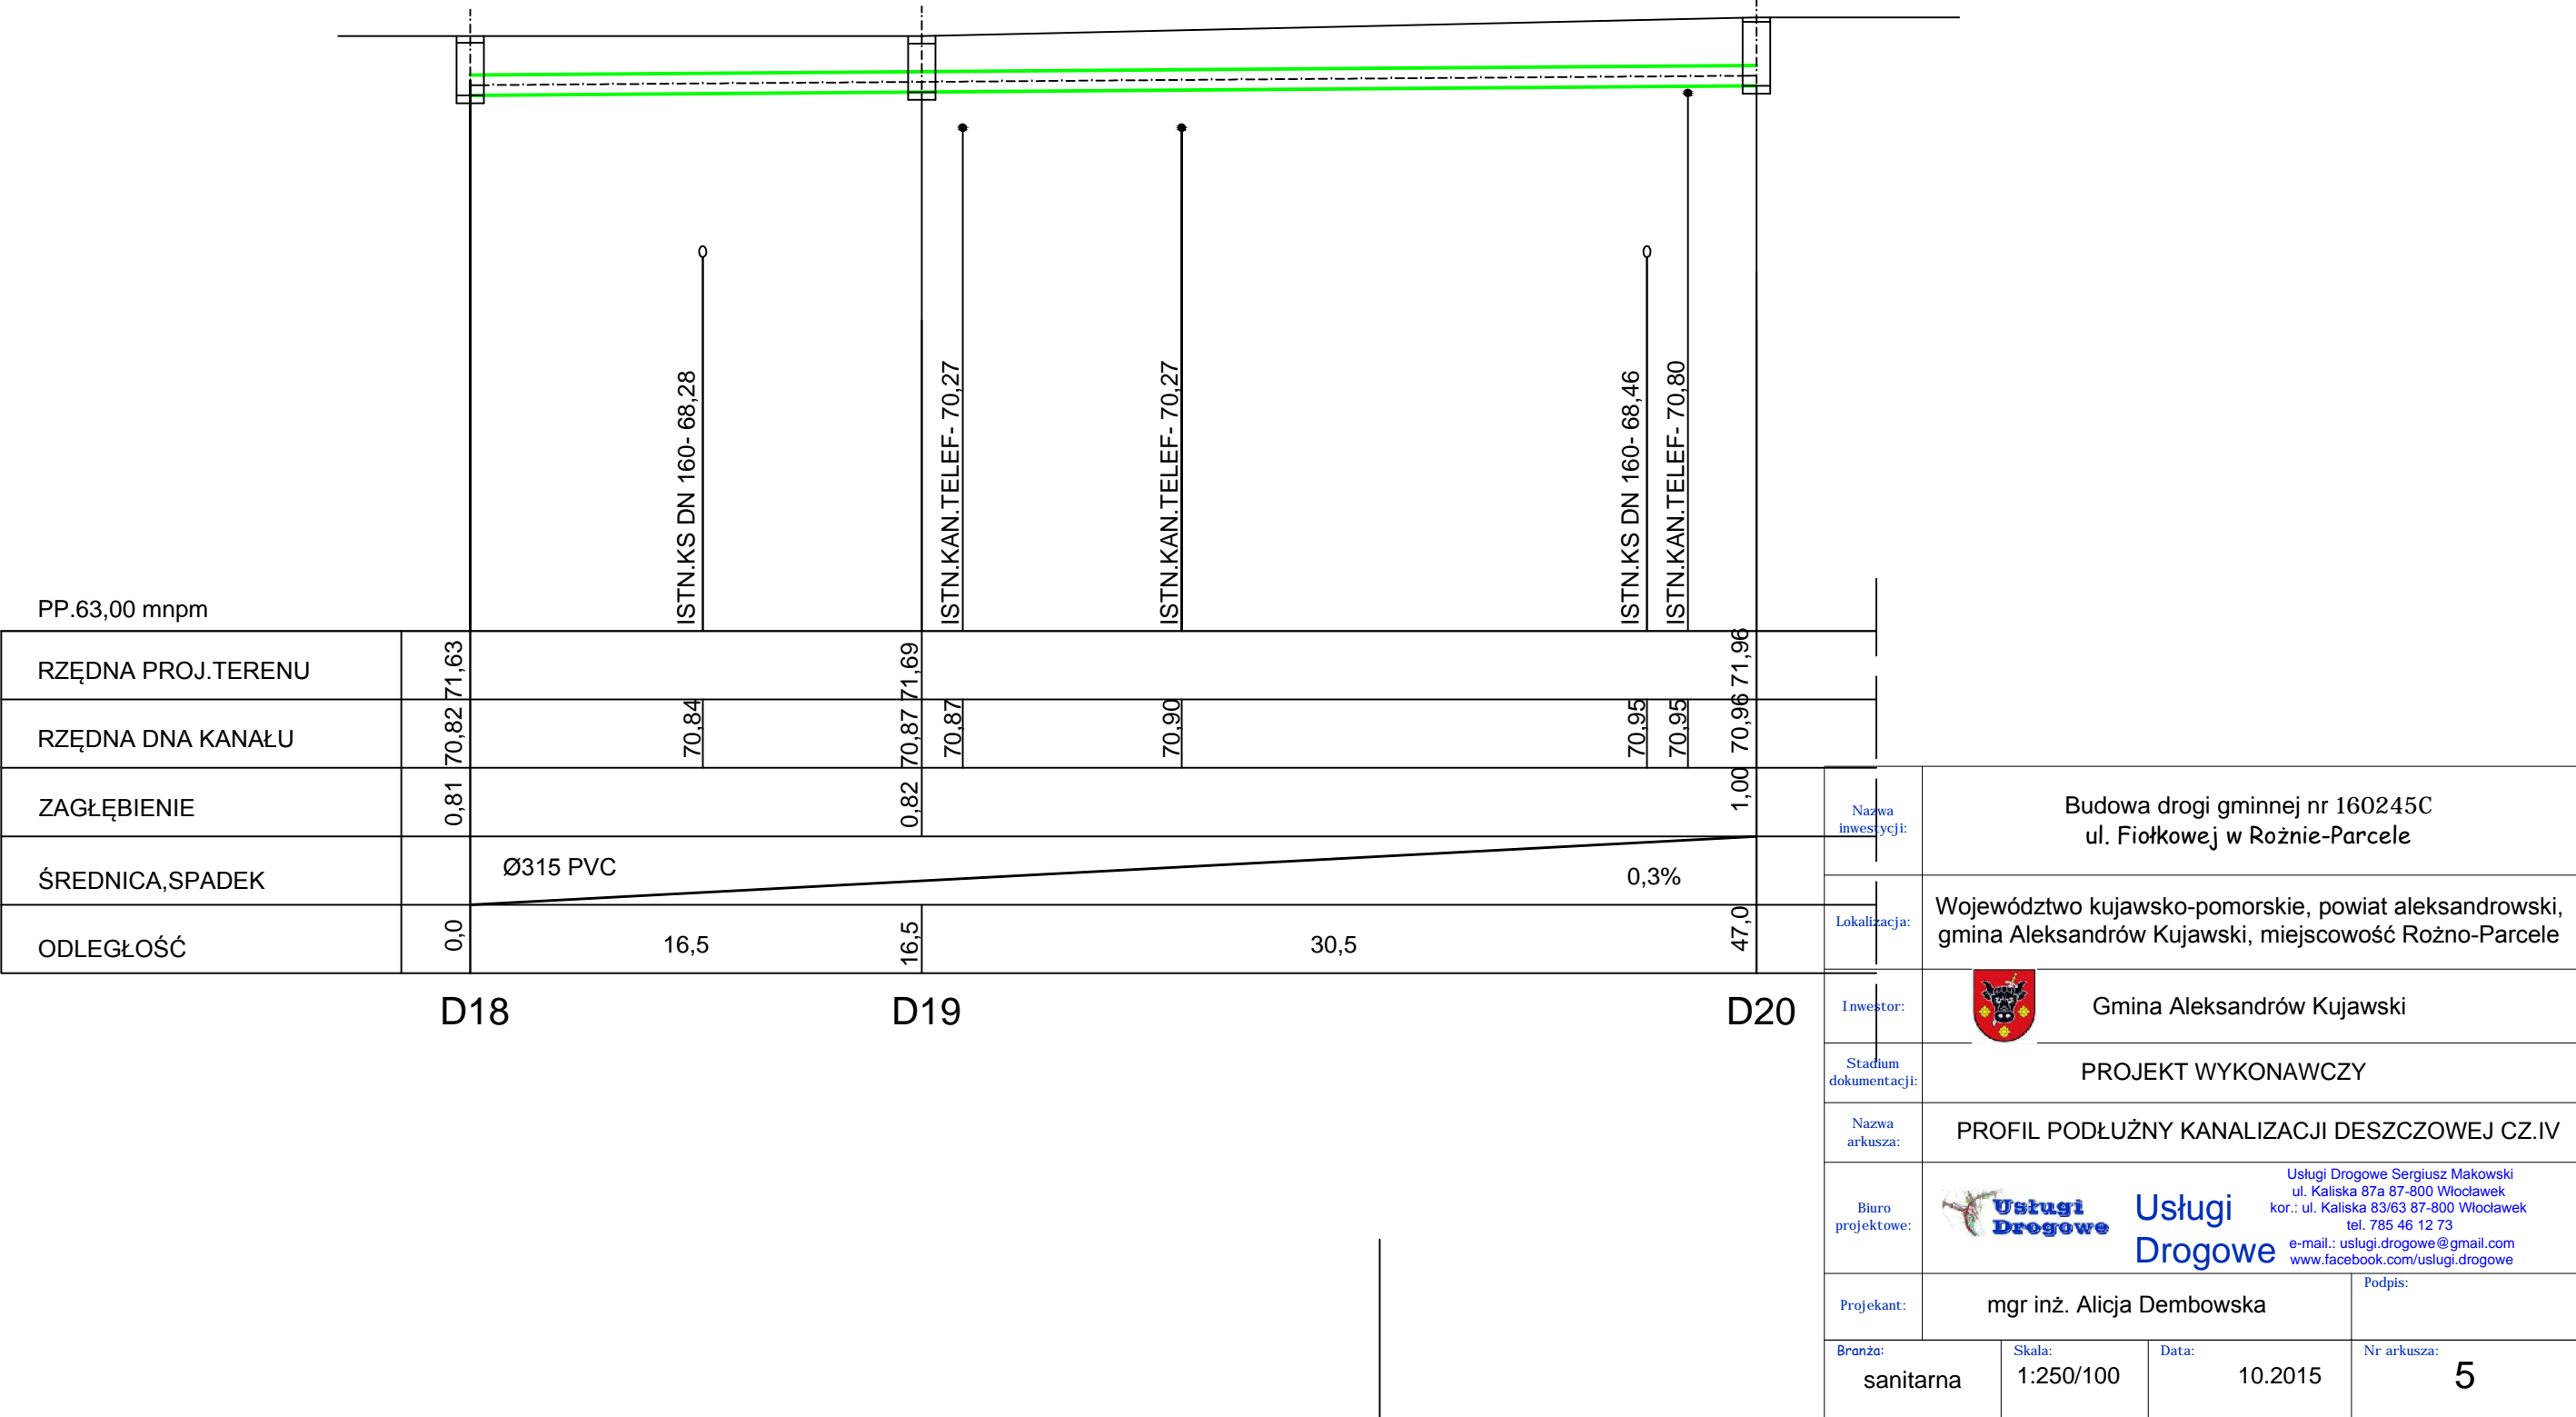 ISTN.KS DN 160- 68,28
ISTN.KAN.TELEF- 70,27
ISTN.KAN.TELEF- 70,27
ISTN.KS DN 160- 68,46
ISTN.KAN.TELEF- 70,80
PP.63,00 mnpm
RZĘDNA PROJ.TERENU 71,63 71,69 71,96
RZĘDNA DNA KANAŁU 70,82 70,84 70,87 70,87 70,90 70,95 70,95 70,96
ZAGŁĘBIENIE 0,81 0,82 1,00
ŚREDNICA,SPADEK Ø315 PVC 0,3%
ODLEGŁOŚĆ 0,0 16,5 16,5 30,5 47,0
D18 D19 D20
Nazwa
inwestycji:
Budowa drogi gminnej nr 160245C
ul. Fiołkowej w Rożnie-Parcele
Lokalizacja:
Województwo kujawsko-pomorskie, powiat aleksandrowski,
gmina Aleksandrów Kujawski, miejscowość Rożno-Parcele
Inwestor:
Gmina Aleksandrów Kujawski
Stadium
dokumentacji:
PROJEKT WYKONAWCZY
Nazwa
arkusza:
PROFIL PODŁUŻNY KANALIZACJI DESZCZOWEJ CZ.IV
Biuro
projektowe:
Usługi
Drogowe
Usługi
Drogowe
Usługi Drogowe Sergiusz Makowski
ul. Kaliska 87a 87-800 Włocławek
kor.: ul. Kaliska 83/63 87-800 Włocławek
tel. 785 46 12 73
e-mail.: uslugi.drogowe@gmail.com
www.facebook.com/uslugi.drogowe
Projekant:
mgr inż. Alicja Dembowska
Podpis:
Branża:
sanitarna
Skala:
1:250/100
Data:
10.2015
Nr arkusza:
5